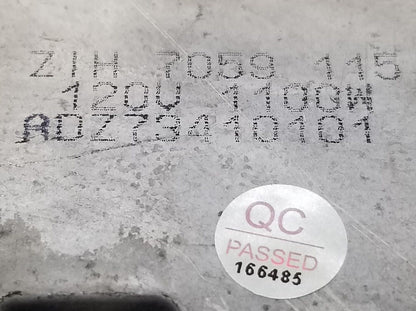 ZIH 7059 115
120V 1100W
ADZ73410101
QC
PASSED
166485